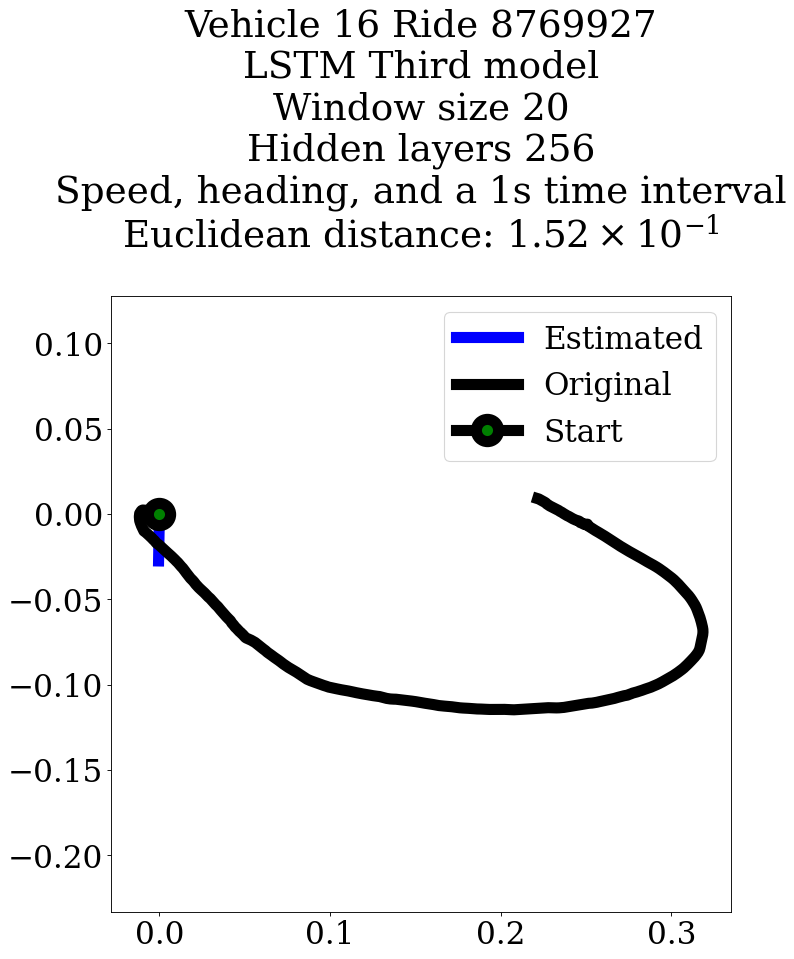 Vehicle 16 Ride 8769927
LSTM Third model
Window size 20
Hidden layers 256
Speed, heading, and a 1s time interval
Euclidean distance: 1.52 × 10⁻¹
Estimated
Original
Start
0.10
0.05
0.00
−0.05
−0.10
−0.15
−0.20
0.0 0.1 0.2 0.3